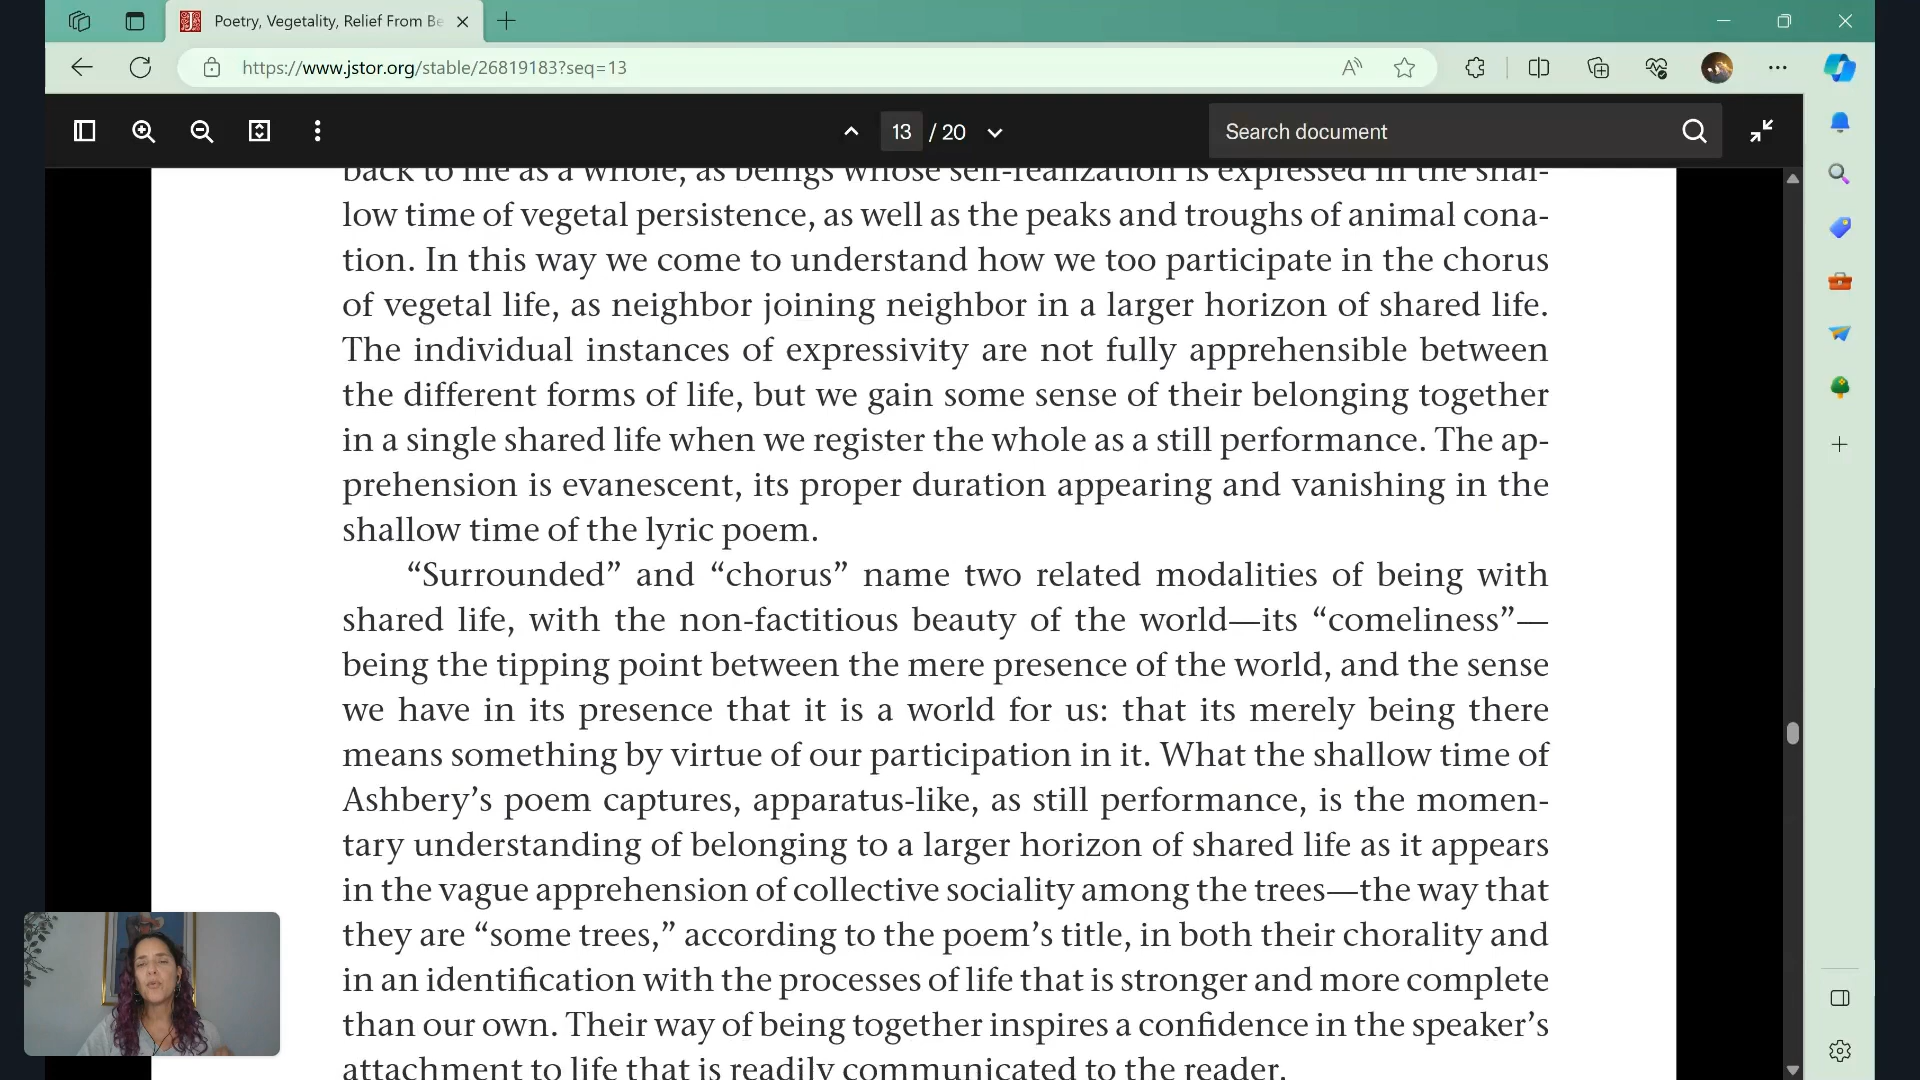 Poetry, Vegetality, Relief From Be
https://www.jstor.org/stable/26819183?seq=13
13 / 20
Search document
back to life as a whole, as beings whose self-realization is expressed in the shal-
low time of vegetal persistence, as well as the peaks and troughs of animal cona-
tion. In this way we come to understand how we too participate in the chorus
of vegetal life, as neighbor joining neighbor in a larger horizon of shared life.
The individual instances of expressivity are not fully apprehensible between
the different forms of life, but we gain some sense of their belonging together
in a single shared life when we register the whole as a still performance. The ap-
prehension is evanescent, its proper duration appearing and vanishing in the
shallow time of the lyric poem.
“Surrounded” and “chorus” name two related modalities of being with
shared life, with the non-factitious beauty of the world—its “comeliness”—
being the tipping point between the mere presence of the world, and the sense
we have in its presence that it is a world for us: that its merely being there
means something by virtue of our participation in it. What the shallow time of
Ashbery’s poem captures, apparatus-like, as still performance, is the momen-
tary understanding of belonging to a larger horizon of shared life as it appears
in the vague apprehension of collective sociality among the trees—the way that
they are “some trees,” according to the poem’s title, in both their chorality and
in an identification with the processes of life that is stronger and more complete
than our own. Their way of being together inspires a confidence in the speaker’s
attachment to life that is readily communicated to the reader.